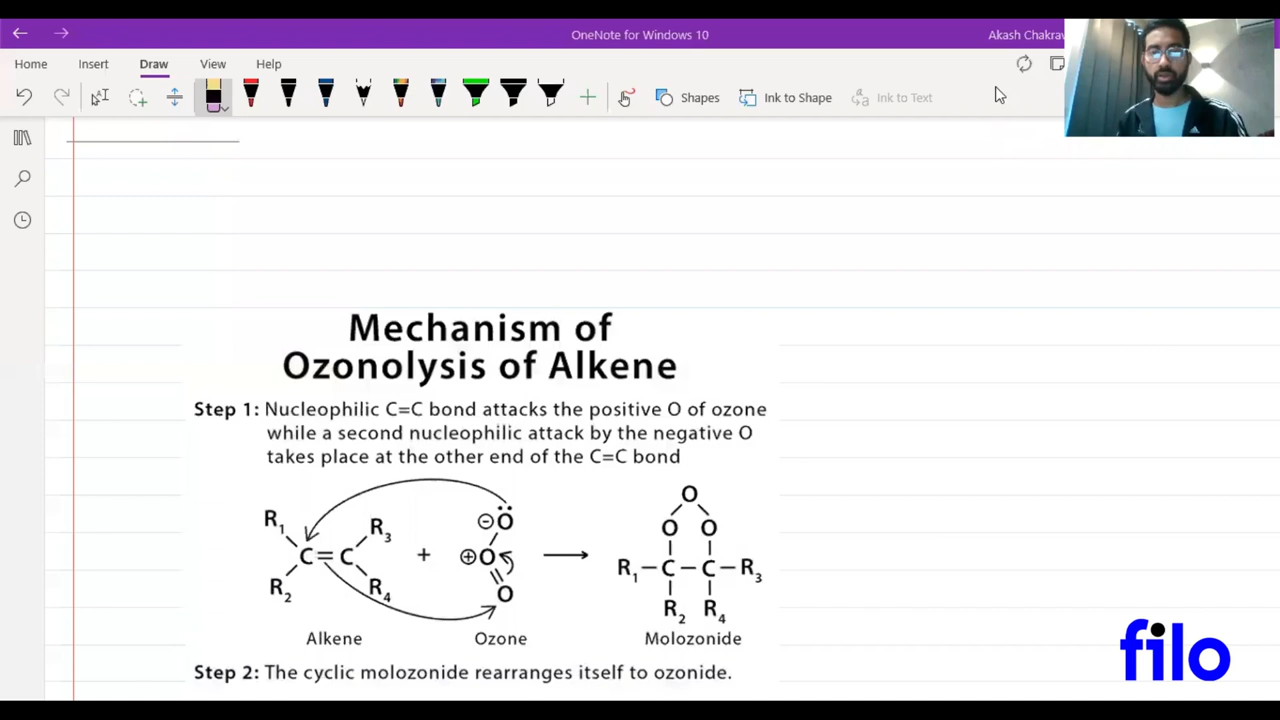 OneNote for Windows 10
Akash Chakrav
Home Insert Draw View Help
Shapes Ink to Shape Ink to Text
Mechanism of
Ozonolysis of Alkene
Step 1: Nucleophilic C=C bond attacks the positive O of ozone
while a second nucleophilic attack by the negative O
takes place at the other end of the C=C bond
R₁ R₃ C=C R₂ R₄ + ⊖Ö ⊕O O ⟶ O O O R₁–C–C–R₃ R₂ R₄
Alkene Ozone Molozonide
Step 2: The cyclic molozonide rearranges itself to ozonide.
filo